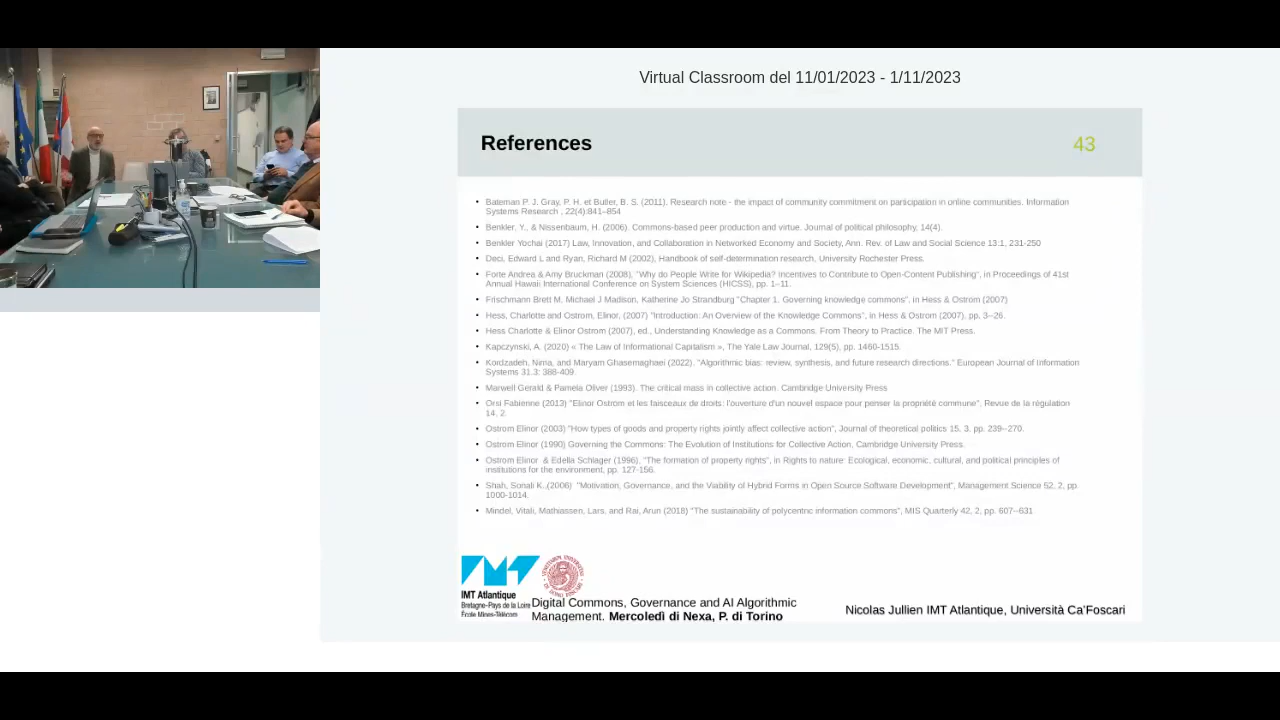 Virtual Classroom del 11/01/2023 - 1/11/2023
References
43
• Bateman P. J. Gray, P. H. et Butler, B. S. (2011). Research note - the impact of community commitment on participation in online communities. Information
Systems Research , 22(4):841–854
• Benkler, Y., & Nissenbaum, H. (2006). Commons-based peer production and virtue. Journal of political philosophy, 14(4).
• Benkler Yochai (2017) Law, Innovation, and Collaboration in Networked Economy and Society, Ann. Rev. of Law and Social Science 13:1, 231-250
• Deci, Edward L and Ryan, Richard M (2002), Handbook of self-determination research, University Rochester Press.
• Forte Andrea & Amy Bruckman (2008), "Why do People Write for Wikipedia? Incentives to Contribute to Open-Content Publishing", in Proceedings of 41st
Annual Hawaii International Conference on System Sciences (HICSS), pp. 1–11.
• Frischmann Brett M, Michael J Madison, Katherine Jo Strandburg "Chapter 1. Governing knowledge commons", in Hess & Ostrom (2007)
• Hess, Charlotte and Ostrom, Elinor, (2007) "Introduction: An Overview of the Knowledge Commons", in Hess & Ostrom (2007), pp. 3--26.
• Hess Charlotte & Elinor Ostrom (2007), ed., Understanding Knowledge as a Commons. From Theory to Practice. The MIT Press.
• Kapczynski, A. (2020) « The Law of Informational Capitalism », The Yale Law Journal, 129(5), pp. 1460-1515.
• Kordzadeh, Nima, and Maryam Ghasemaghaei (2022). "Algorithmic bias: review, synthesis, and future research directions." European Journal of Information
Systems 31.3: 388-409.
• Marwell Gerald & Pamela Oliver (1993). The critical mass in collective action. Cambridge University Press
• Orsi Fabienne (2013) "Elinor Ostrom et les faisceaux de droits: l'ouverture d'un nouvel espace pour penser la propriété commune", Revue de la régulation
14, 2.
• Ostrom Elinor (2003) "How types of goods and property rights jointly affect collective action", Journal of theoretical politics 15, 3, pp. 239--270.
• Ostrom Elinor (1990) Governing the Commons: The Evolution of Institutions for Collective Action, Cambridge University Press.
• Ostrom Elinor & Edella Schlager (1996), "The formation of property rights", in Rights to nature: Ecological, economic, cultural, and political principles of
institutions for the environment, pp. 127-156.
• Shah, Sonali K.,(2006) "Motivation, Governance, and the Viability of Hybrid Forms in Open Source Software Development", Management Science 52, 2, pp.
1000-1014.
• Mindel, Vitali, Mathiassen, Lars, and Rai, Arun (2018) "The sustainability of polycentric information commons", MIS Quarterly 42, 2, pp. 607--631.
IMT Atlantique
Bretagne-Pays de la Loire
École Mines-Télécom
Digital Commons, Governance and AI Algorithmic
Management. Mercoledì di Nexa, P. di Torino
Nicolas Jullien IMT Atlantique, Università Ca'Foscari